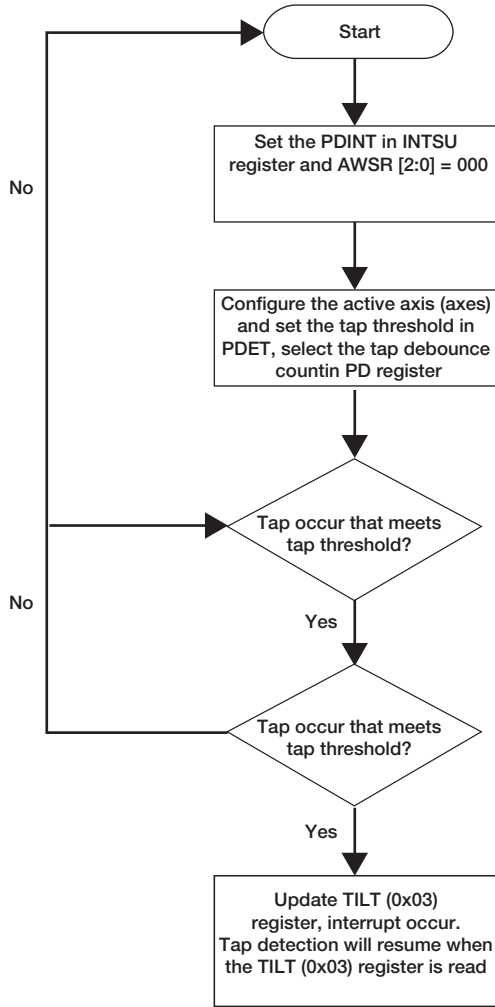 Start
Set the PDINT in INTSU
register and AWSR [2:0] = 000
No
Configure the active axis (axes)
and set the tap threshold in
PDET, select the tap debounce
countin PD register
Tap occur that meets
tap threshold?
No
Yes
Tap occur that meets
tap threshold?
Yes
Update TILT (0x03)
register, interrupt occur.
Tap detection will resume when
the TILT (0x03) register is read